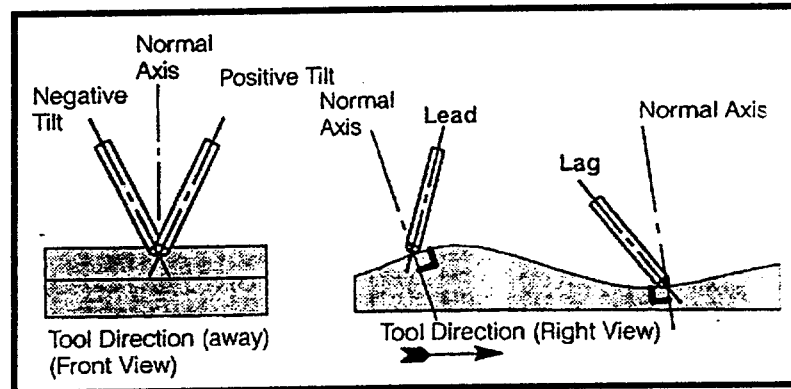 Normal
Axis
Negative
Tilt
Positive Tilt
Tool Direction (away)
(Front View)
Normal
Axis
Lead
Lag
Normal Axis
Tool Direction (Right View)